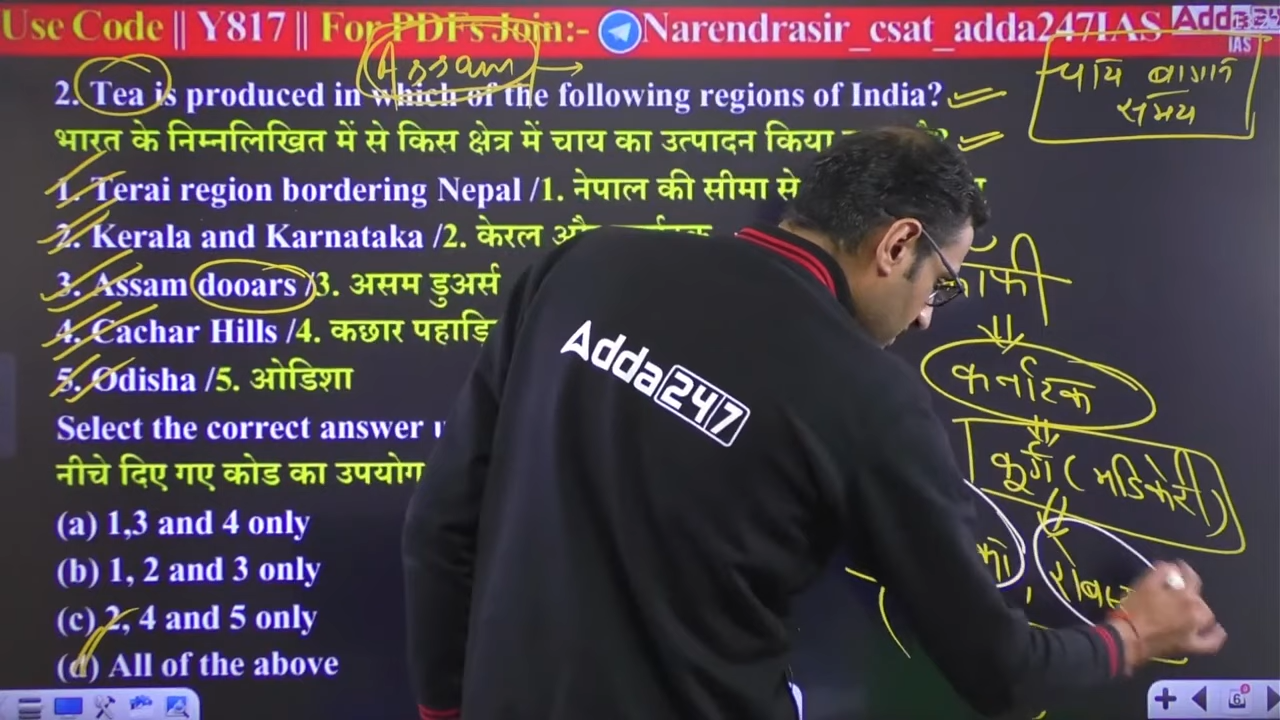 Use Code || Y817 || For PDFs Join:- Narendrasir_csat_adda247IAS Adda247
IAS
Assam
2. Tea is produced in which of the following regions of India?
चाय बागान
समय
भारत के निम्नलिखित में से किस क्षेत्र में चाय का उत्पादन किया
1. Terai region bordering Nepal /1. नेपाल की सीमा से
2. Kerala and Karnataka /2. केरल
3. Assam dooars /3. असम डुअर्स
4. Cachar Hills /4. कछार
5. Odisha /5. ओडिशा
Select the correct answer
नीचे दिए गए कोड का उपयोग
(a) 1,3 and 4 only
(b) 1, 2 and 3 only
(c) 2, 4 and 5 only
(d) All of the above
कर्नाटक
कूर्ग (मडिकेरी)
Adda247